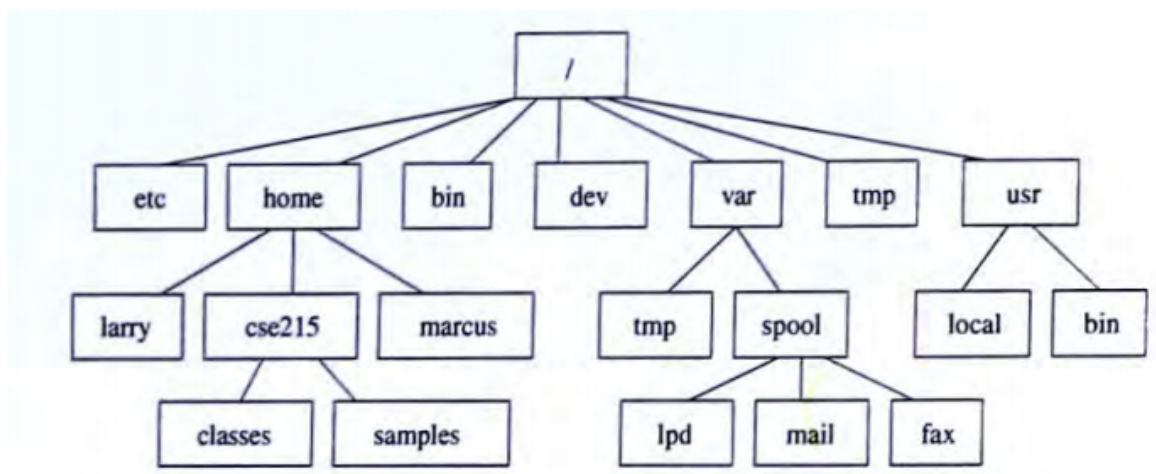 /
etc home bin dev var tmp usr
larry cse215 marcus tmp spool local bin
classes samples lpd mail fax